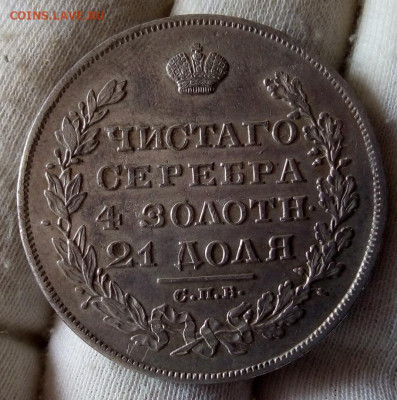 COINS.LAVE.RU
ЧИСТАГО
СЕРЕБРА
4 ЗОЛОТН.
21 ДОЛЯ
С.П.Б.